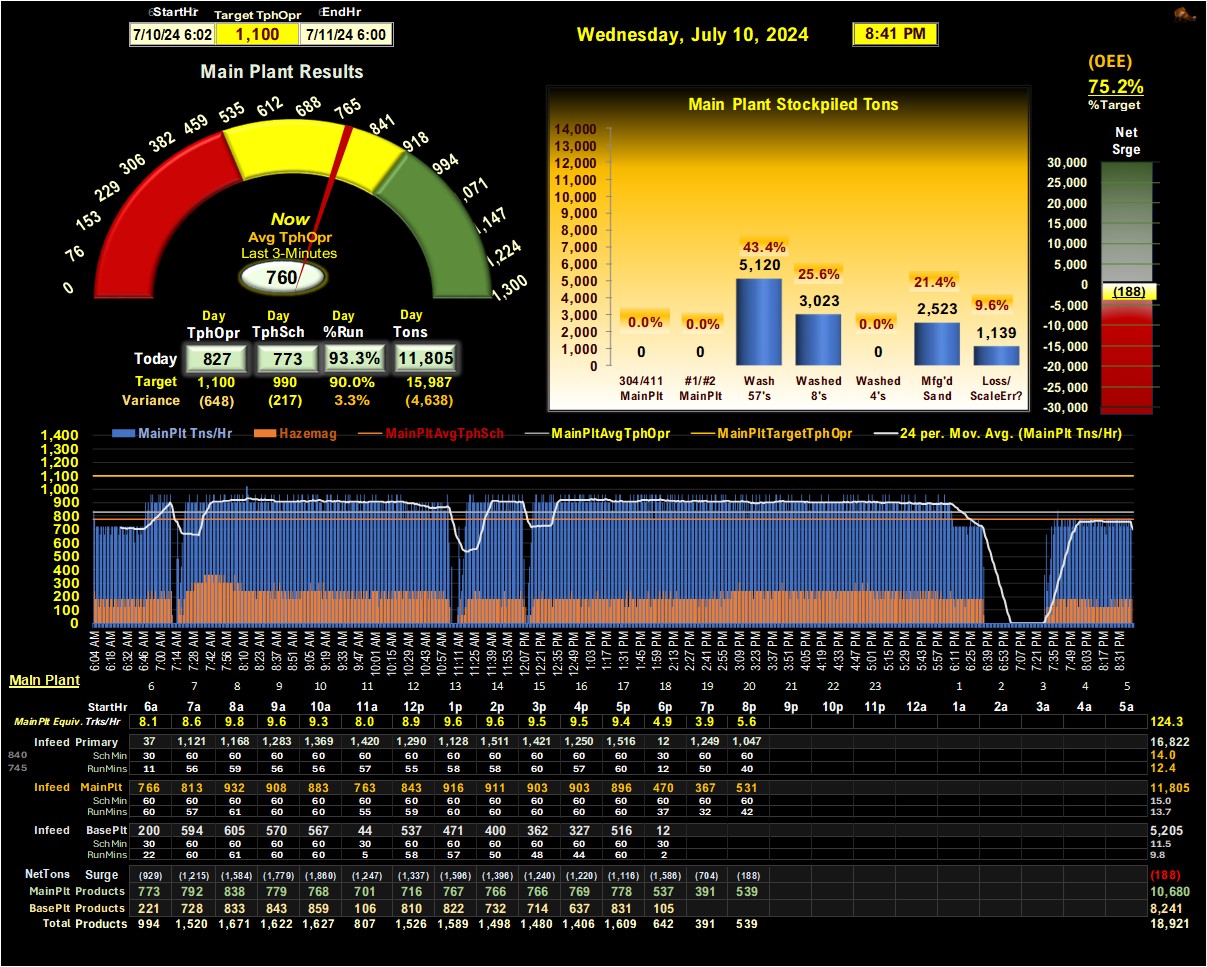 StartHr Target TphOpr EndHr
7/10/24 6:02 1,100 7/11/24 6:00
Wednesday, July 10, 2024 8:41 PM
(OEE)
75.2%
%Target
Main Plant Results
0 76 153 229 306 382 459 535 612 688 765 841 918 994 ,071 ,147 1,224 1,300
Now
Avg TphOpr
Last 3-Minutes
760
Day Day Day Day
TphOpr TphSch %Run Tons
Today 827 773 93.3% 11,805
Target 1,100 990 90.0% 15,987
Variance (648) (217) 3.3% (4,638)
Main Plant Stockpiled Tons
14,000
13,000
12,000
11,000
10,000
9,000
8,000
7,000
6,000
5,000
4,000
3,000
2,000
1,000
0
0.0% 0.0% 43.4% 25.6% 0.0% 21.4% 9.6%
0 0 5,120 3,023 0 2,523 1,139
304/411 #1/#2 Wash Washed Washed Mfg'd Loss/
MainPlt MainPlt 57's 8's 4's Sand ScaleErr?
Net
Srge
30,000
25,000
20,000
15,000
10,000
5,000
0
(188)
-5,000
-10,000
-15,000
-20,000
-25,000
-30,000
MainPlt Tns/Hr Hazemag MainPltAvgTphSch MainPltAvgTphOpr MainPltTargetTphOpr 24 per. Mov. Avg. (MainPlt Tns/Hr)
1,400
1,300
1,200
1,100
1,000
900
800
700
600
500
400
300
200
100
0
6:04 AM 6:18 AM 6:32 AM 6:46 AM 7:00 AM 7:14 AM 7:28 AM 7:42 AM 7:56 AM 8:10 AM 8:23 AM 8:37 AM 8:51 AM 9:05 AM 9:19 AM 9:33 AM 9:47 AM 10:01 AM 10:15 AM 10:29 AM 10:43 AM 10:57 AM 11:11 AM 11:25 AM 11:39 AM 11:53 AM 12:07 PM 12:21 PM 12:35 PM 12:49 PM 1:03 PM 1:17 PM 1:31 PM 1:45 PM 1:59 PM 2:13 PM 2:27 PM 2:41 PM 2:55 PM 3:09 PM 3:23 PM 3:37 PM 3:51 PM 4:05 PM 4:19 PM 4:33 PM 4:47 PM 5:01 PM 5:15 PM 5:29 PM 5:43 PM 5:57 PM 6:11 PM 6:25 PM 6:39 PM 6:53 PM 7:07 PM 7:21 PM 7:35 PM 7:49 PM 8:03 PM 8:17 PM 8:31 PM
Main Plant
6 7 8 9 10 11 12 13 14 15 16 17 18 19 20 21 22 23 1 2 3 4 5
StartHr 6a 7a 8a 9a 10a 11a 12p 1p 2p 3p 4p 5p 6p 7p 8p 9p 10p 11p 12a 1a 2a 3a 4a 5a
MainPlt Equiv. Trks/Hr 8.1 8.6 9.8 9.6 9.3 8.0 8.9 9.6 9.6 9.5 9.5 9.4 4.9 3.9 5.6 124.3
Infeed Primary 37 1,121 1,168 1,283 1,369 1,420 1,290 1,128 1,511 1,421 1,250 1,516 12 1,249 1,047 16,822
840 SchMin 30 60 60 60 60 60 60 60 60 60 60 60 30 60 60 14.0
745 RunMins 11 56 59 56 56 57 55 58 58 60 57 60 12 50 40 12.4
Infeed MainPlt 766 813 932 908 883 763 843 916 911 903 903 896 470 367 531 11,805
SchMin 60 60 60 60 60 60 60 60 60 60 60 60 60 60 60 15.0
RunMins 60 57 61 60 60 55 59 60 60 60 60 60 37 32 42 13.7
Infeed BasePlt 200 594 605 570 567 44 537 471 400 362 327 516 12 5,205
SchMin 30 60 60 60 60 30 60 60 60 60 60 60 30 11.5
RunMins 22 60 61 60 60 5 58 57 50 48 44 60 2 9.8
NetTons Surge (929) (1,215) (1,584) (1,779) (1,860) (1,247) (1,337) (1,596) (1,396) (1,240) (1,220) (1,116) (1,586) (704) (188) (188)
MainPlt Products 773 792 838 779 768 701 716 767 766 766 769 778 537 391 539 10,680
BasePlt Products 221 728 833 843 859 106 810 822 732 714 637 831 105 8,241
Total Products 994 1,520 1,671 1,622 1,627 807 1,526 1,589 1,498 1,480 1,406 1,609 642 391 539 18,921